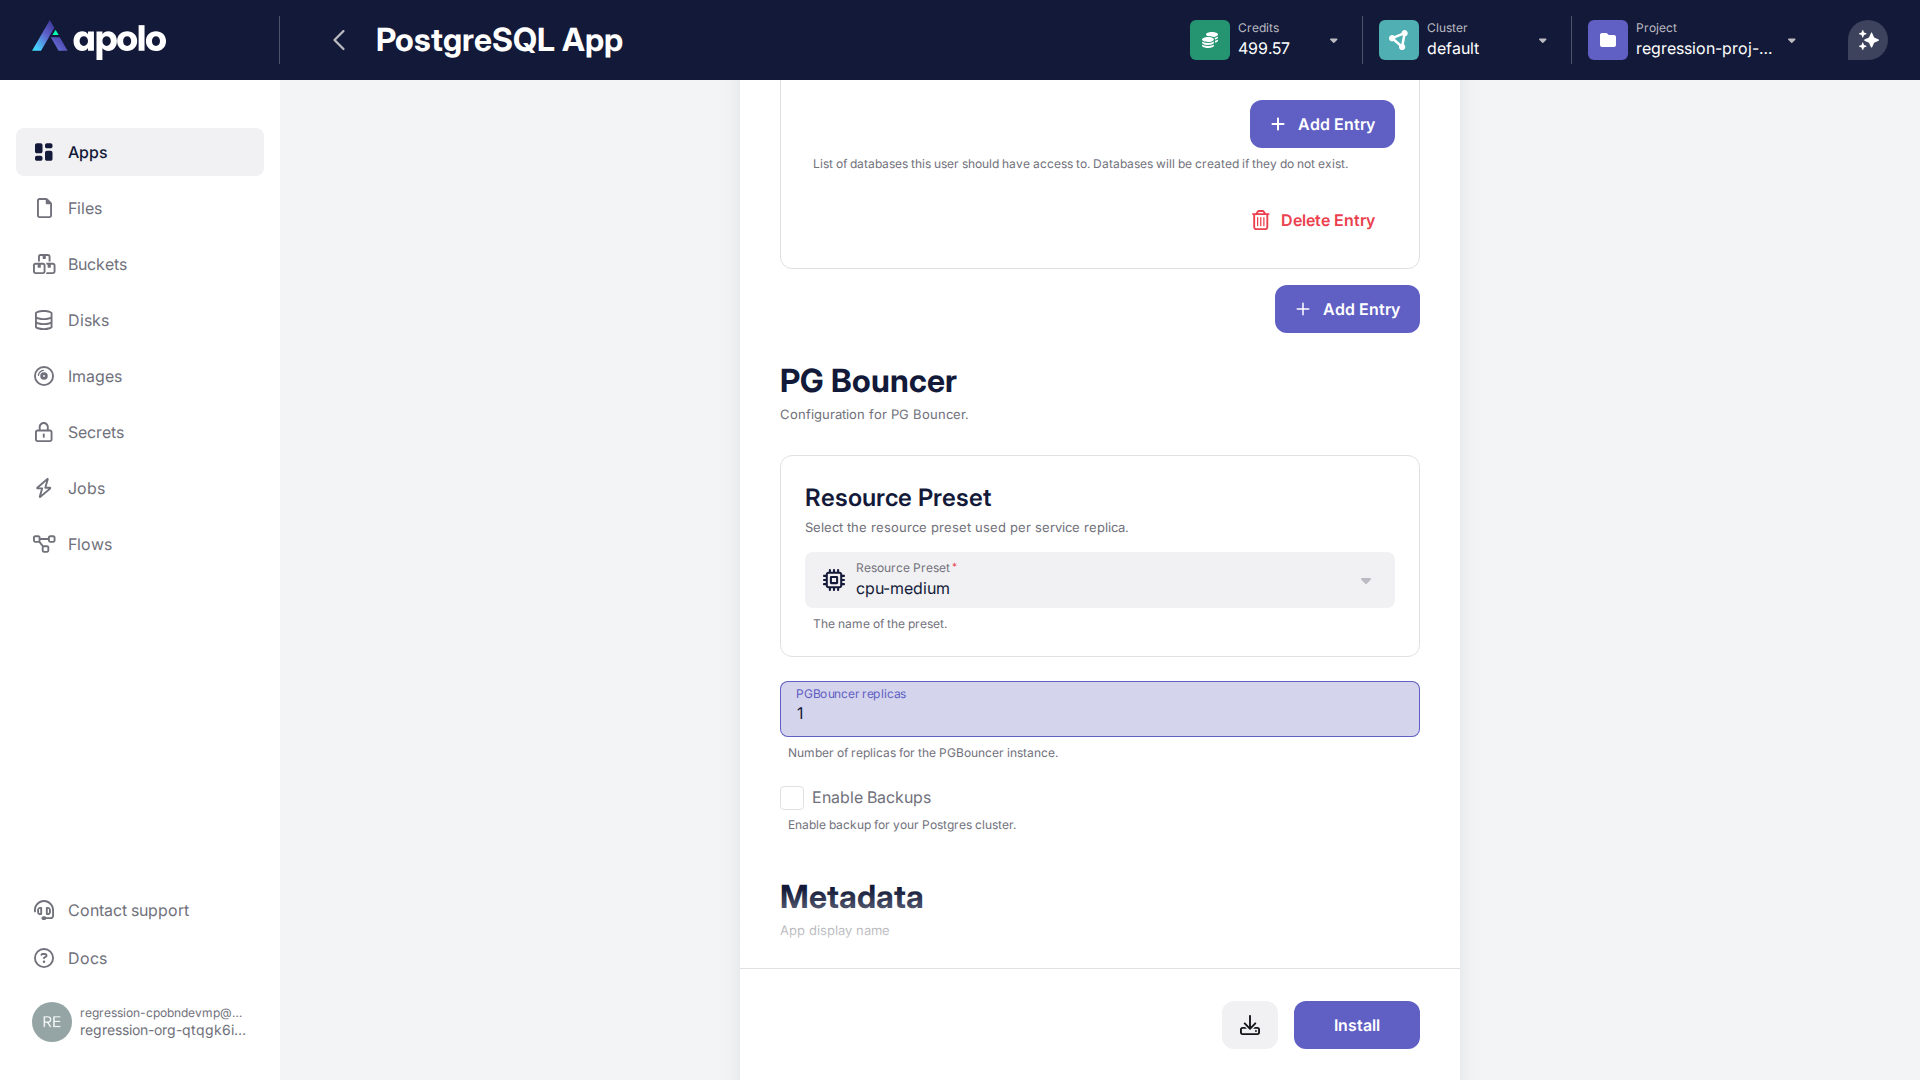 apolo
PostgreSQL App
Credits
499.57
Cluster
default
Project
regression-proj-...
Apps
Files
Buckets
Disks
Images
Secrets
Jobs
Flows
Contact support
Docs
RE
regression-cpobndevmp@...
regression-org-qtqgk6i...
Add Entry
List of databases this user should have access to. Databases will be created if they do not exist.
Delete Entry
Add Entry
PG Bouncer
Configuration for PG Bouncer.
Resource Preset
Select the resource preset used per service replica.
Resource Preset *
cpu-medium
The name of the preset.
PGBouncer replicas
1
Number of replicas for the PGBouncer instance.
Enable Backups
Enable backup for your Postgres cluster.
Metadata
App display name
Install